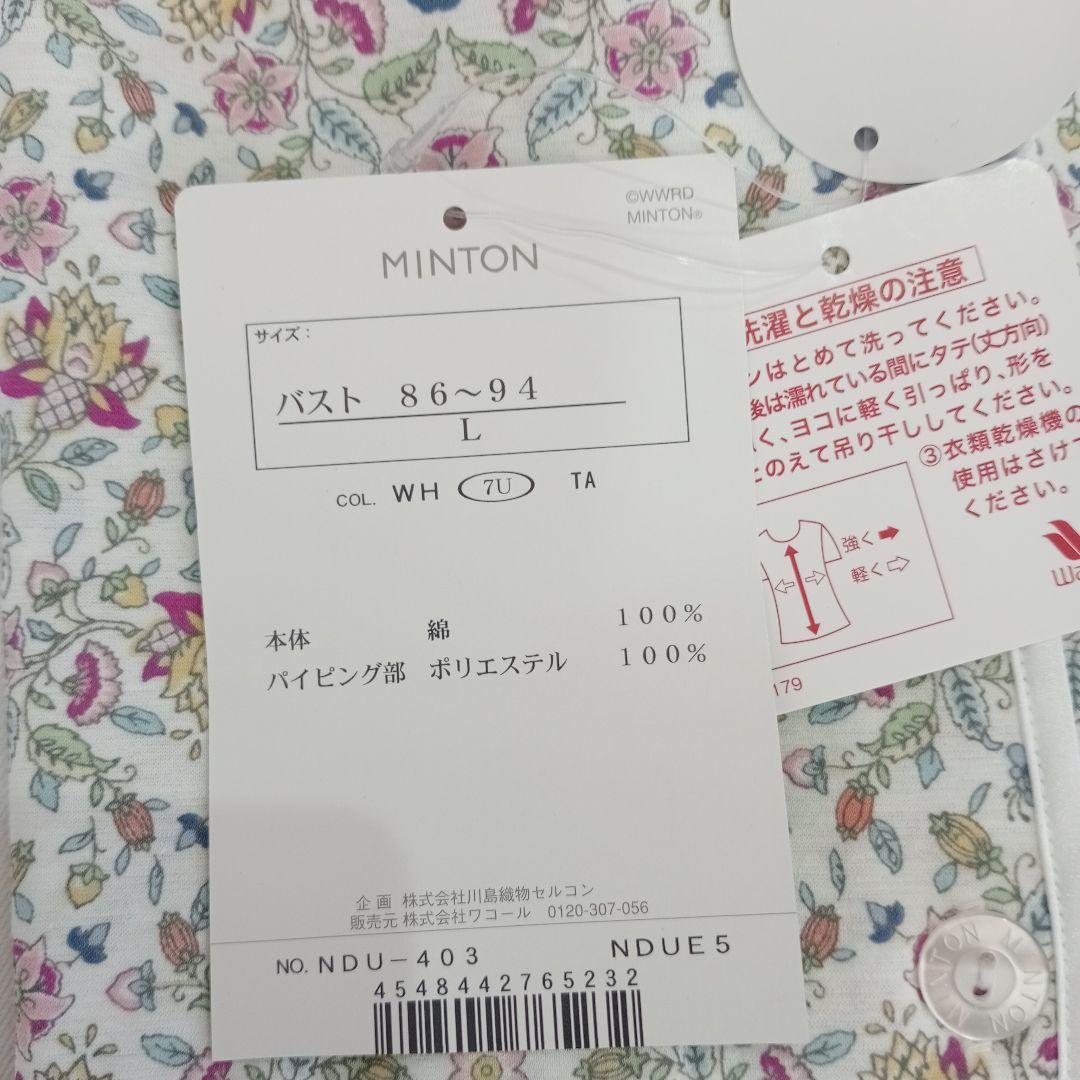 ©WWRD
MINTON®
MINTON
サイズ：
バスト 86〜94
L
COL. WH 7U TA
本体 綿 100%
パイピング部 ポリエステル 100%
企画 株式会社川島織物セルコン
販売元 株式会社ワコール 0120-307-056
NO. NDU-403 NDUE5
4548442765232
洗濯と乾燥の注意
ンはとめて洗ってください。
後は濡れている間にタテ(丈方向)
く、ヨコに軽く引っぱり、形を
とのえて吊り干ししてください。
③衣類乾燥機の
使用はさけて
ください。
強く
軽く
Wa
179
MINTON MINTON